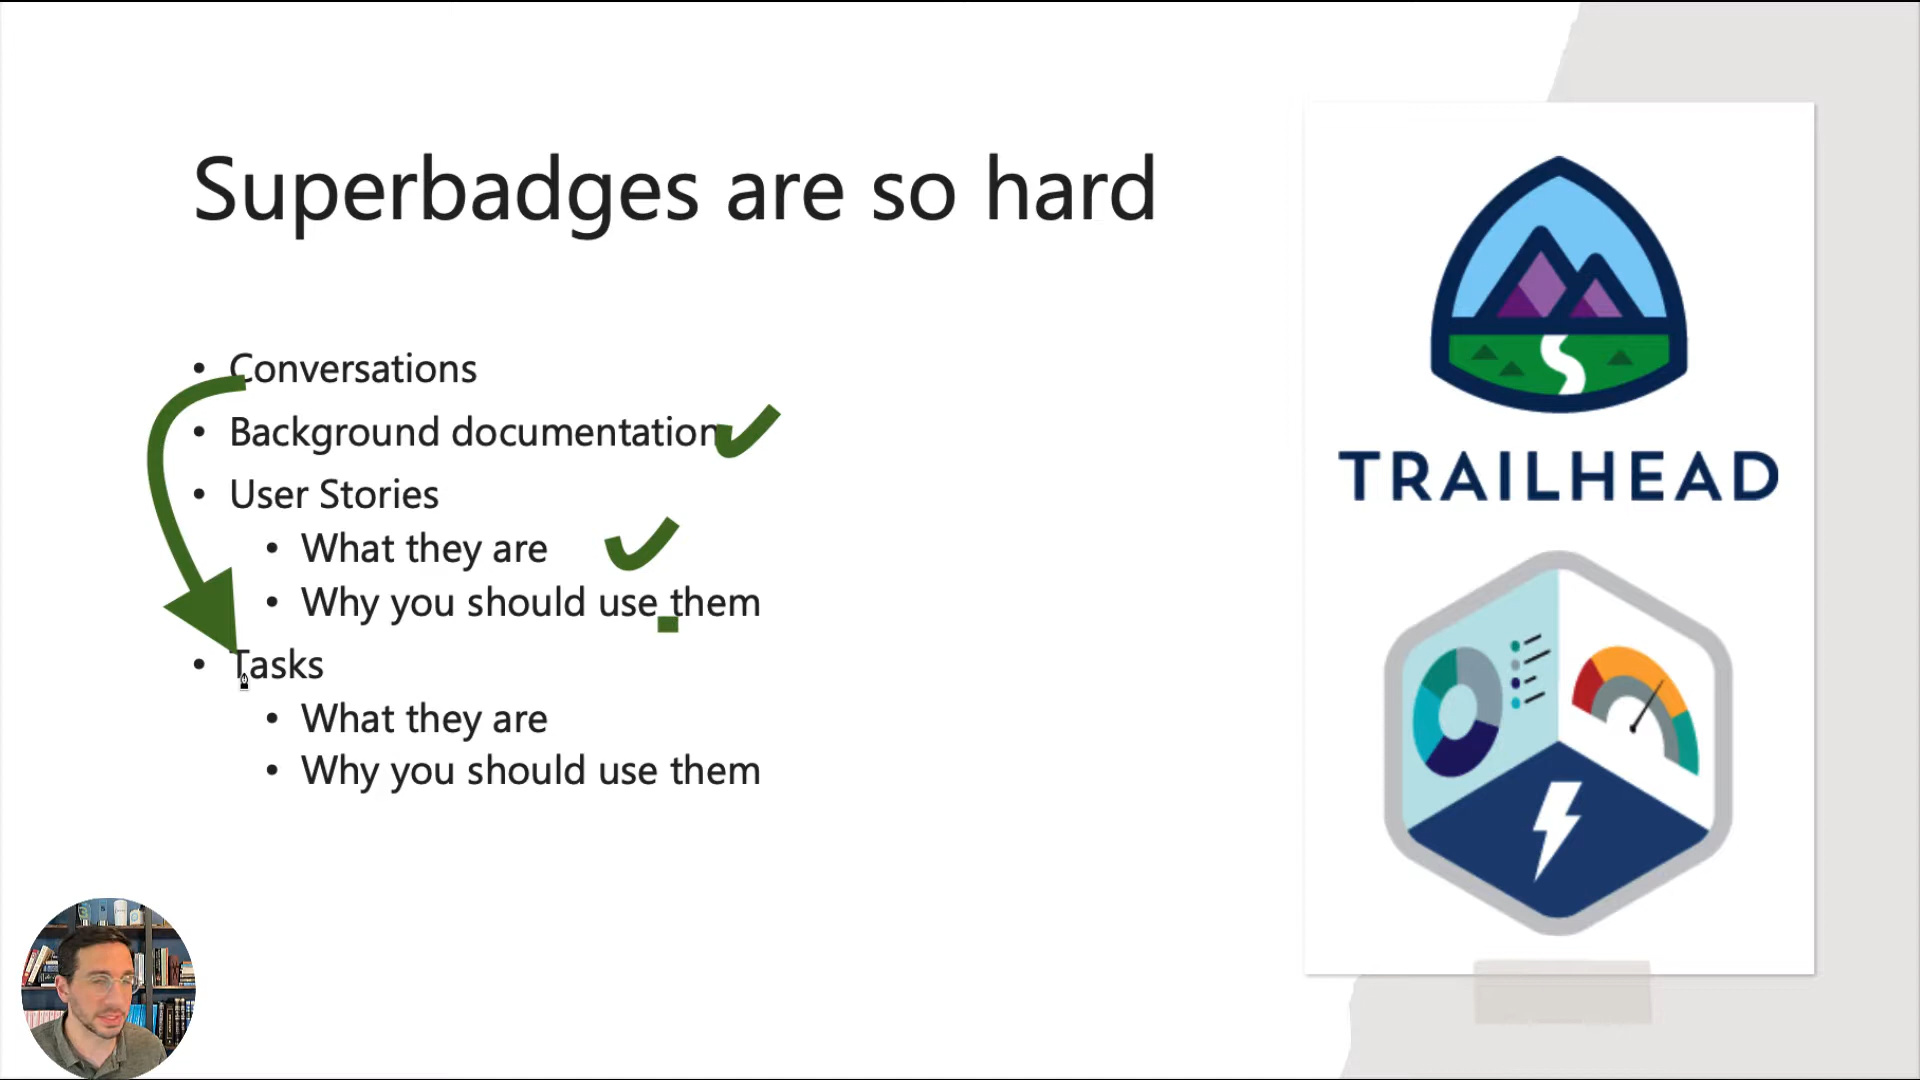 Superbadges are so hard
• Conversations
• Background documentation
• User Stories
• What they are
• Why you should use them
• Tasks
• What they are
• Why you should use them
TRAILHEAD